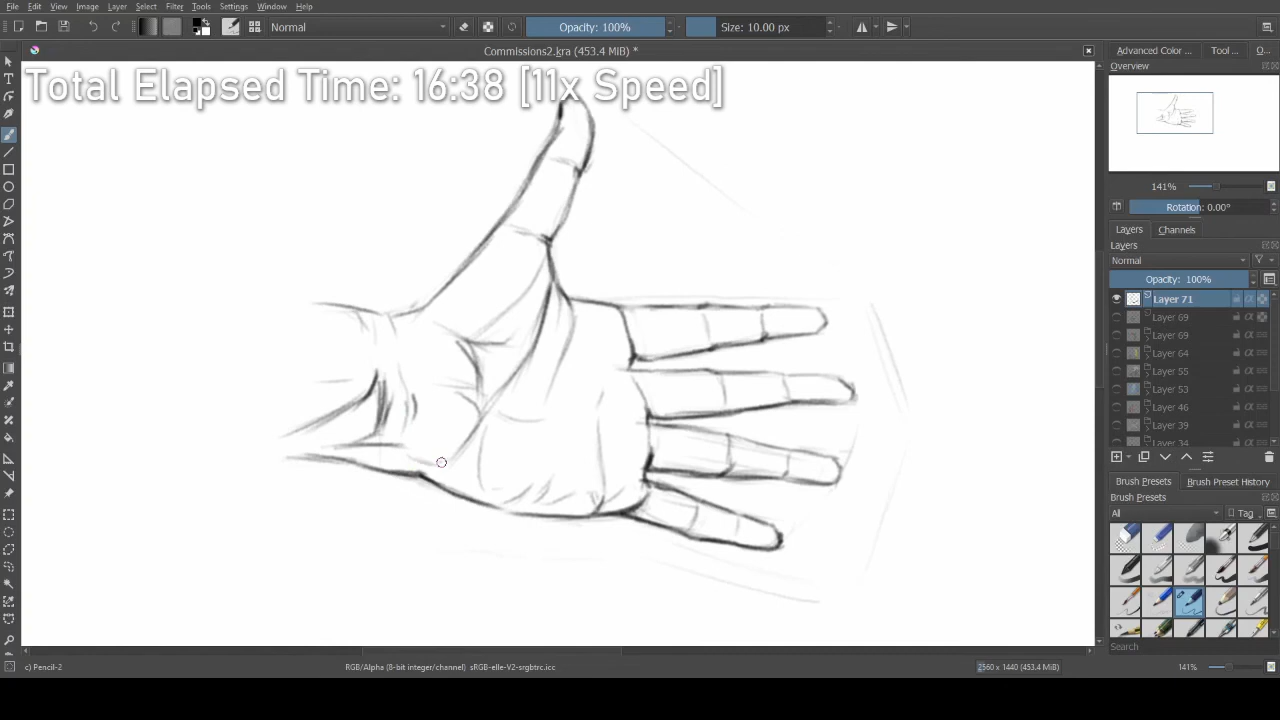 File Edit View Image Layer Select Filter Tools Settings Window Help
Normal
Opacity: 100%
Size: 10.00 px
Commissions2.kra (453.4 MiB) *
Total Elapsed Time: 16:38 [11x Speed]
Advanced Color ... Tool ... O...
Overview
141%
Rotation: 0.00°
Layers Channels
Layers
Normal
Opacity: 100%
Layer 71
Layer 69
Layer 69
Layer 64
Layer 55
Layer 53
Layer 46
Layer 39
Layer 34
Brush Presets Brush Preset History
Brush Presets
All Tag
Search
c) Pencil-2
RGB/Alpha (8-bit integer/channel) sRGB-elle-V2-srgbtrc.icc
2560 x 1440 (453.4 MiB)
141%